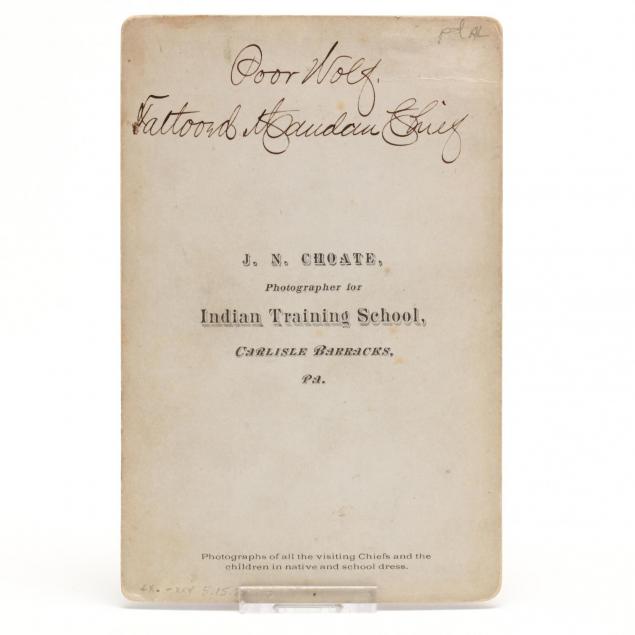 Poor Wolf.
Tattooed Mandan Chief
J. N. CHOATE,
Photographer for
Indian Training School,
CARLISLE BARRACKS,
PA.
Photographs of all the visiting Chiefs and the
children in native and school dress.